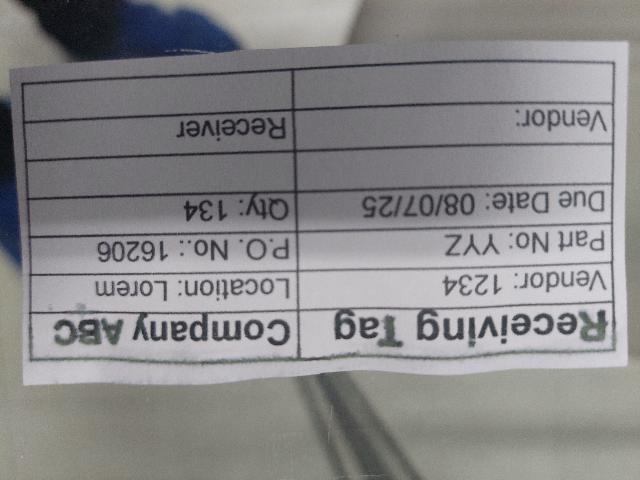 Receiving Tag Company ABC
Vendor: 1234 Location: Lorem
Part No: YYZ P.O. No.: 16206
Due Date: 08/07/25 Qty: 134
Vendor: Receiver